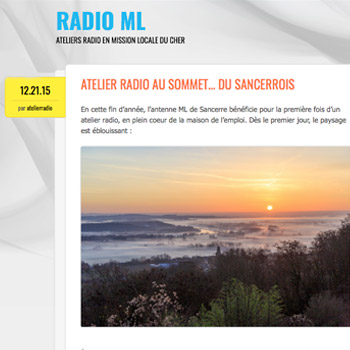 RADIO ML
ATELIERS RADIO EN MISSION LOCALE DU CHER
12.21.15
par atelierradio
ATELIER RADIO AU SOMMET... DU SANCERROIS
En cette fin d'année, l'antenne ML de Sancerre bénéficie pour la première fois d'un
atelier radio, en plein coeur de la maison de l'emploi. Dès le premier jour, le paysage
est éblouissant :